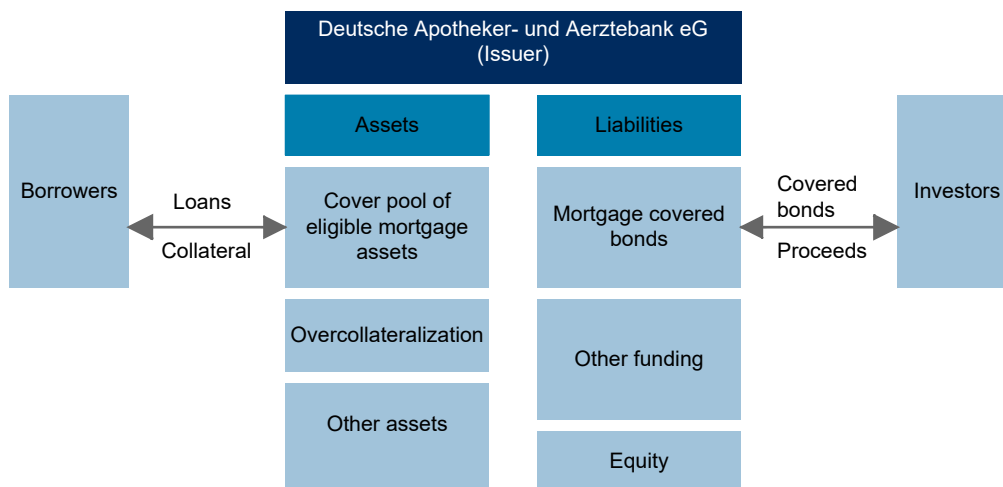 Deutsche Apotheker- und Aerztebank eG
(Issuer)
Assets
Liabilities
Borrowers
Loans
Collateral
Cover pool of
eligible mortgage
assets
Mortgage covered
bonds
Covered
bonds
Proceeds
Investors
Overcollateralization
Other funding
Other assets
Equity